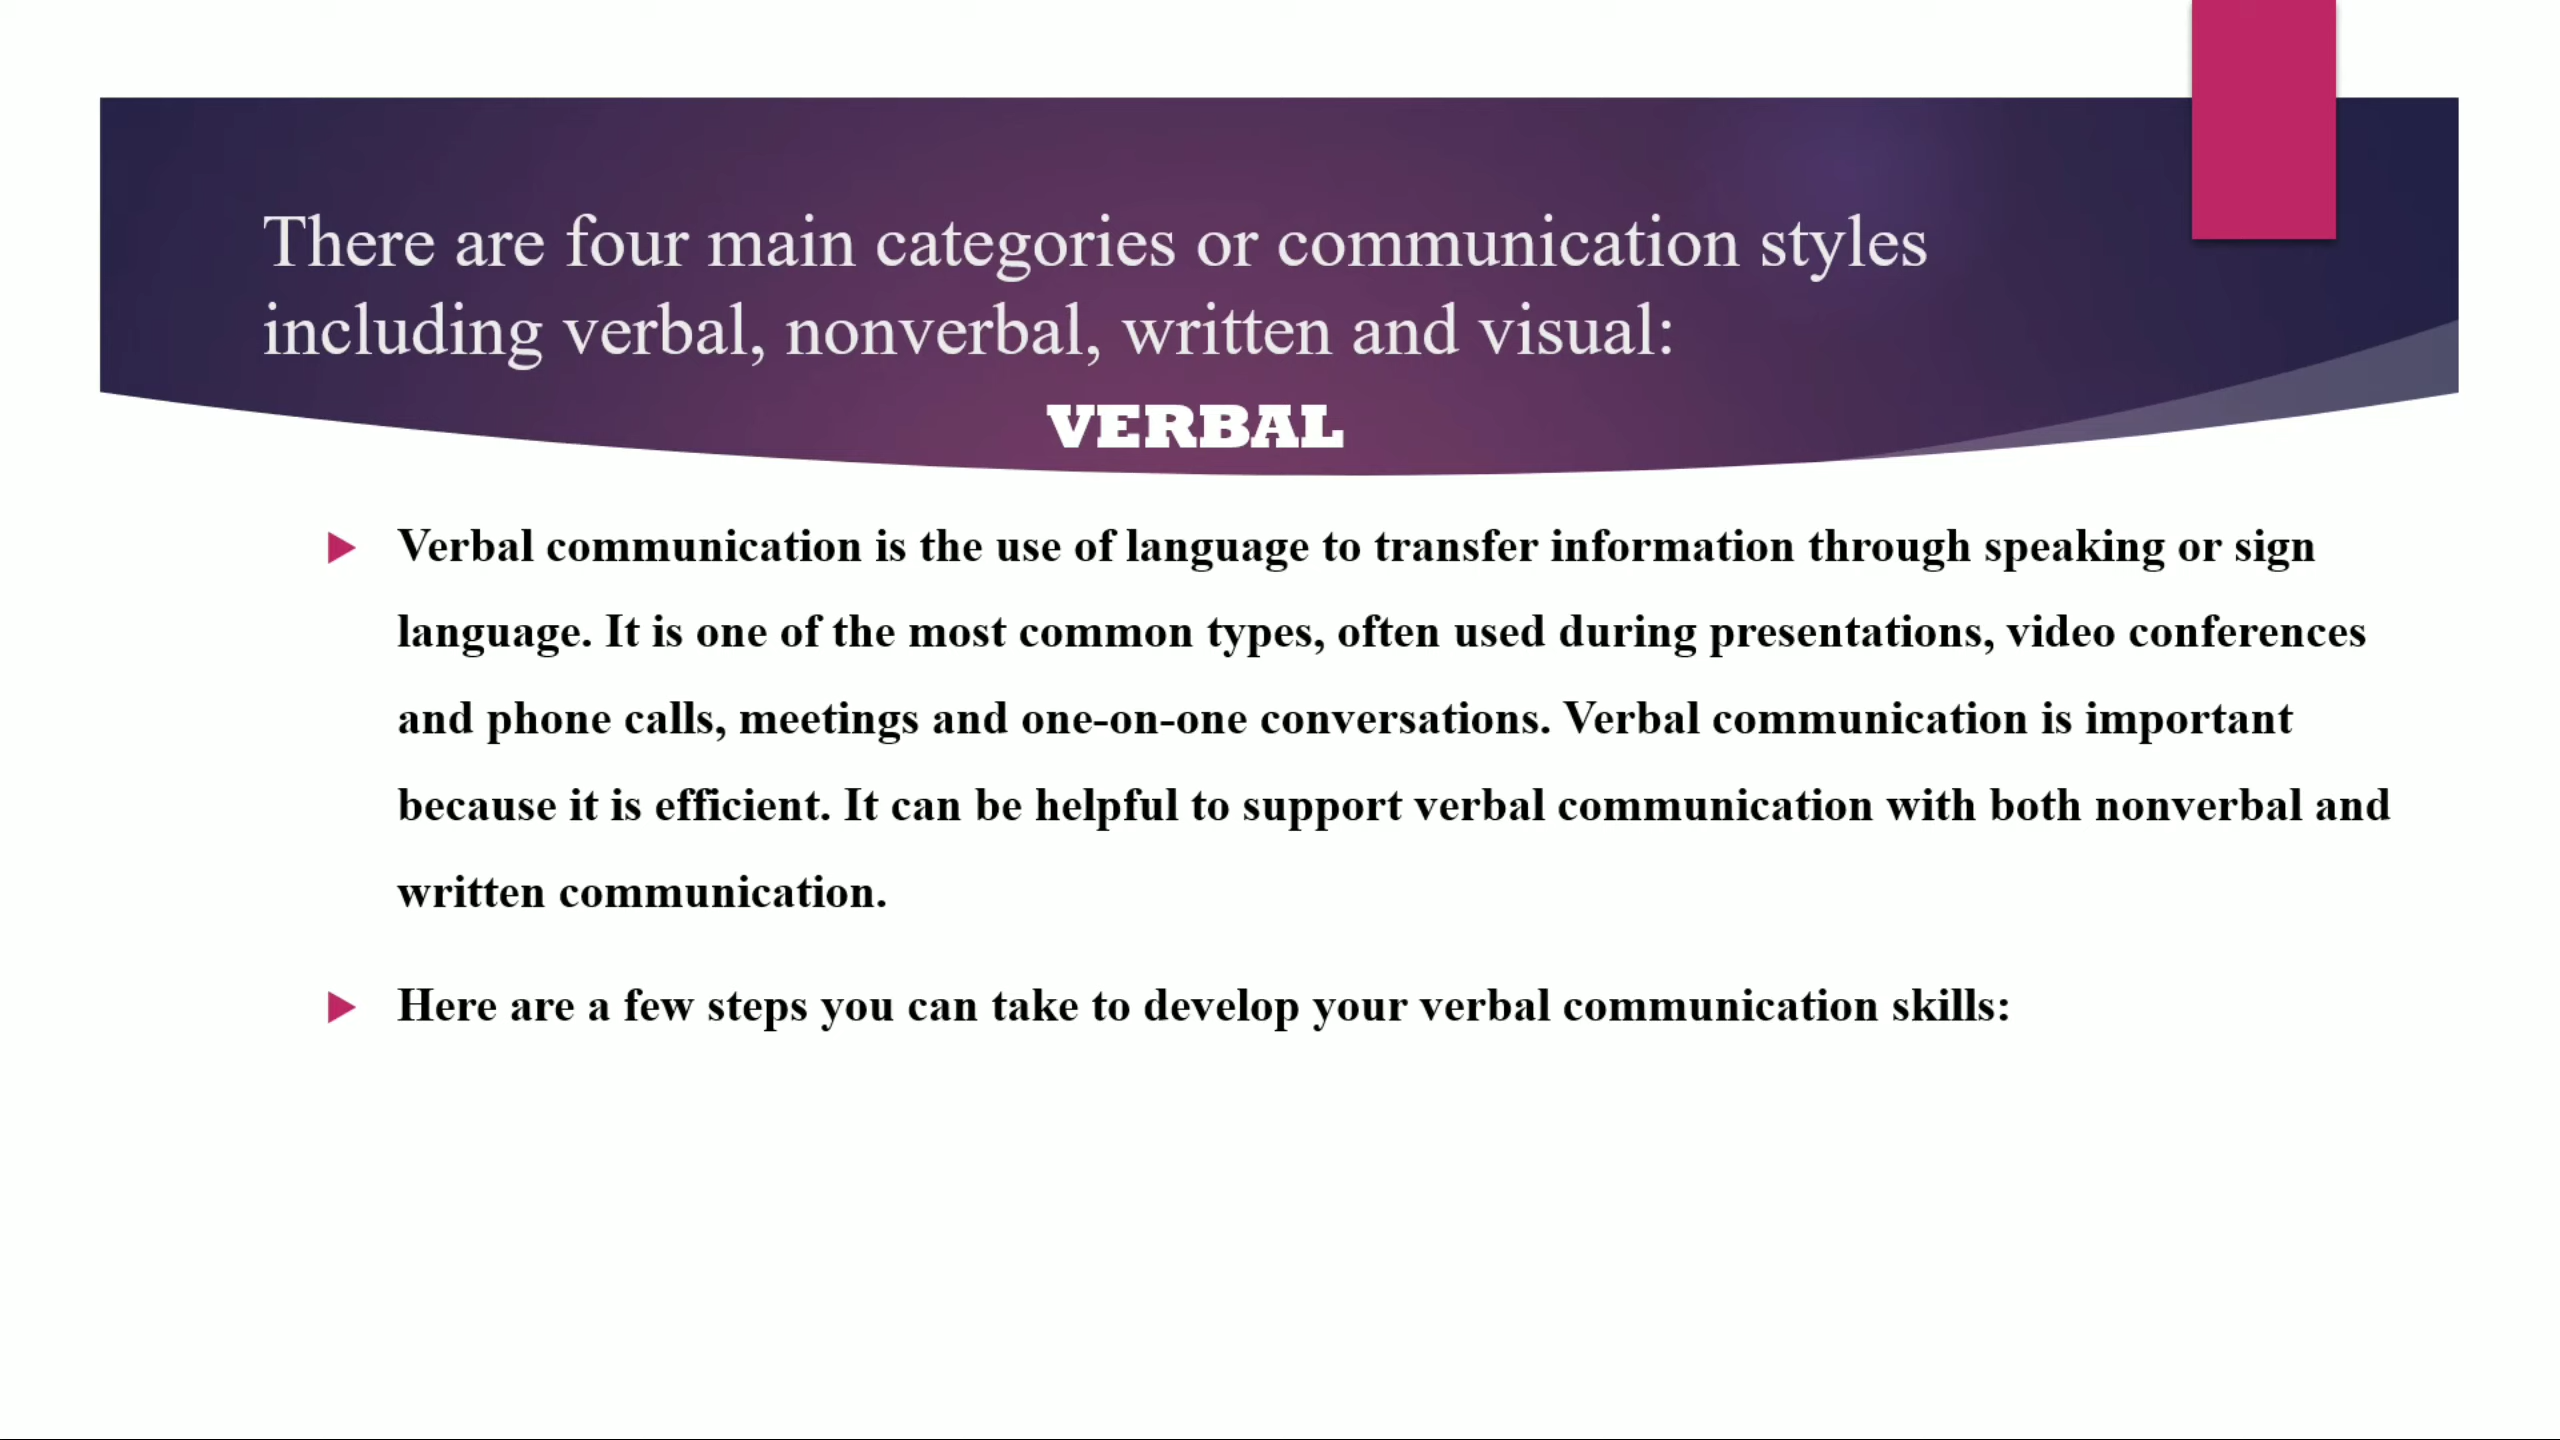 There are four main categories or communication styles
including verbal, nonverbal, written and visual:
VERBAL
Verbal communication is the use of language to transfer information through speaking or sign
language. It is one of the most common types, often used during presentations, video conferences
and phone calls, meetings and one-on-one conversations. Verbal communication is important
because it is efficient. It can be helpful to support verbal communication with both nonverbal and
written communication.
Here are a few steps you can take to develop your verbal communication skills: